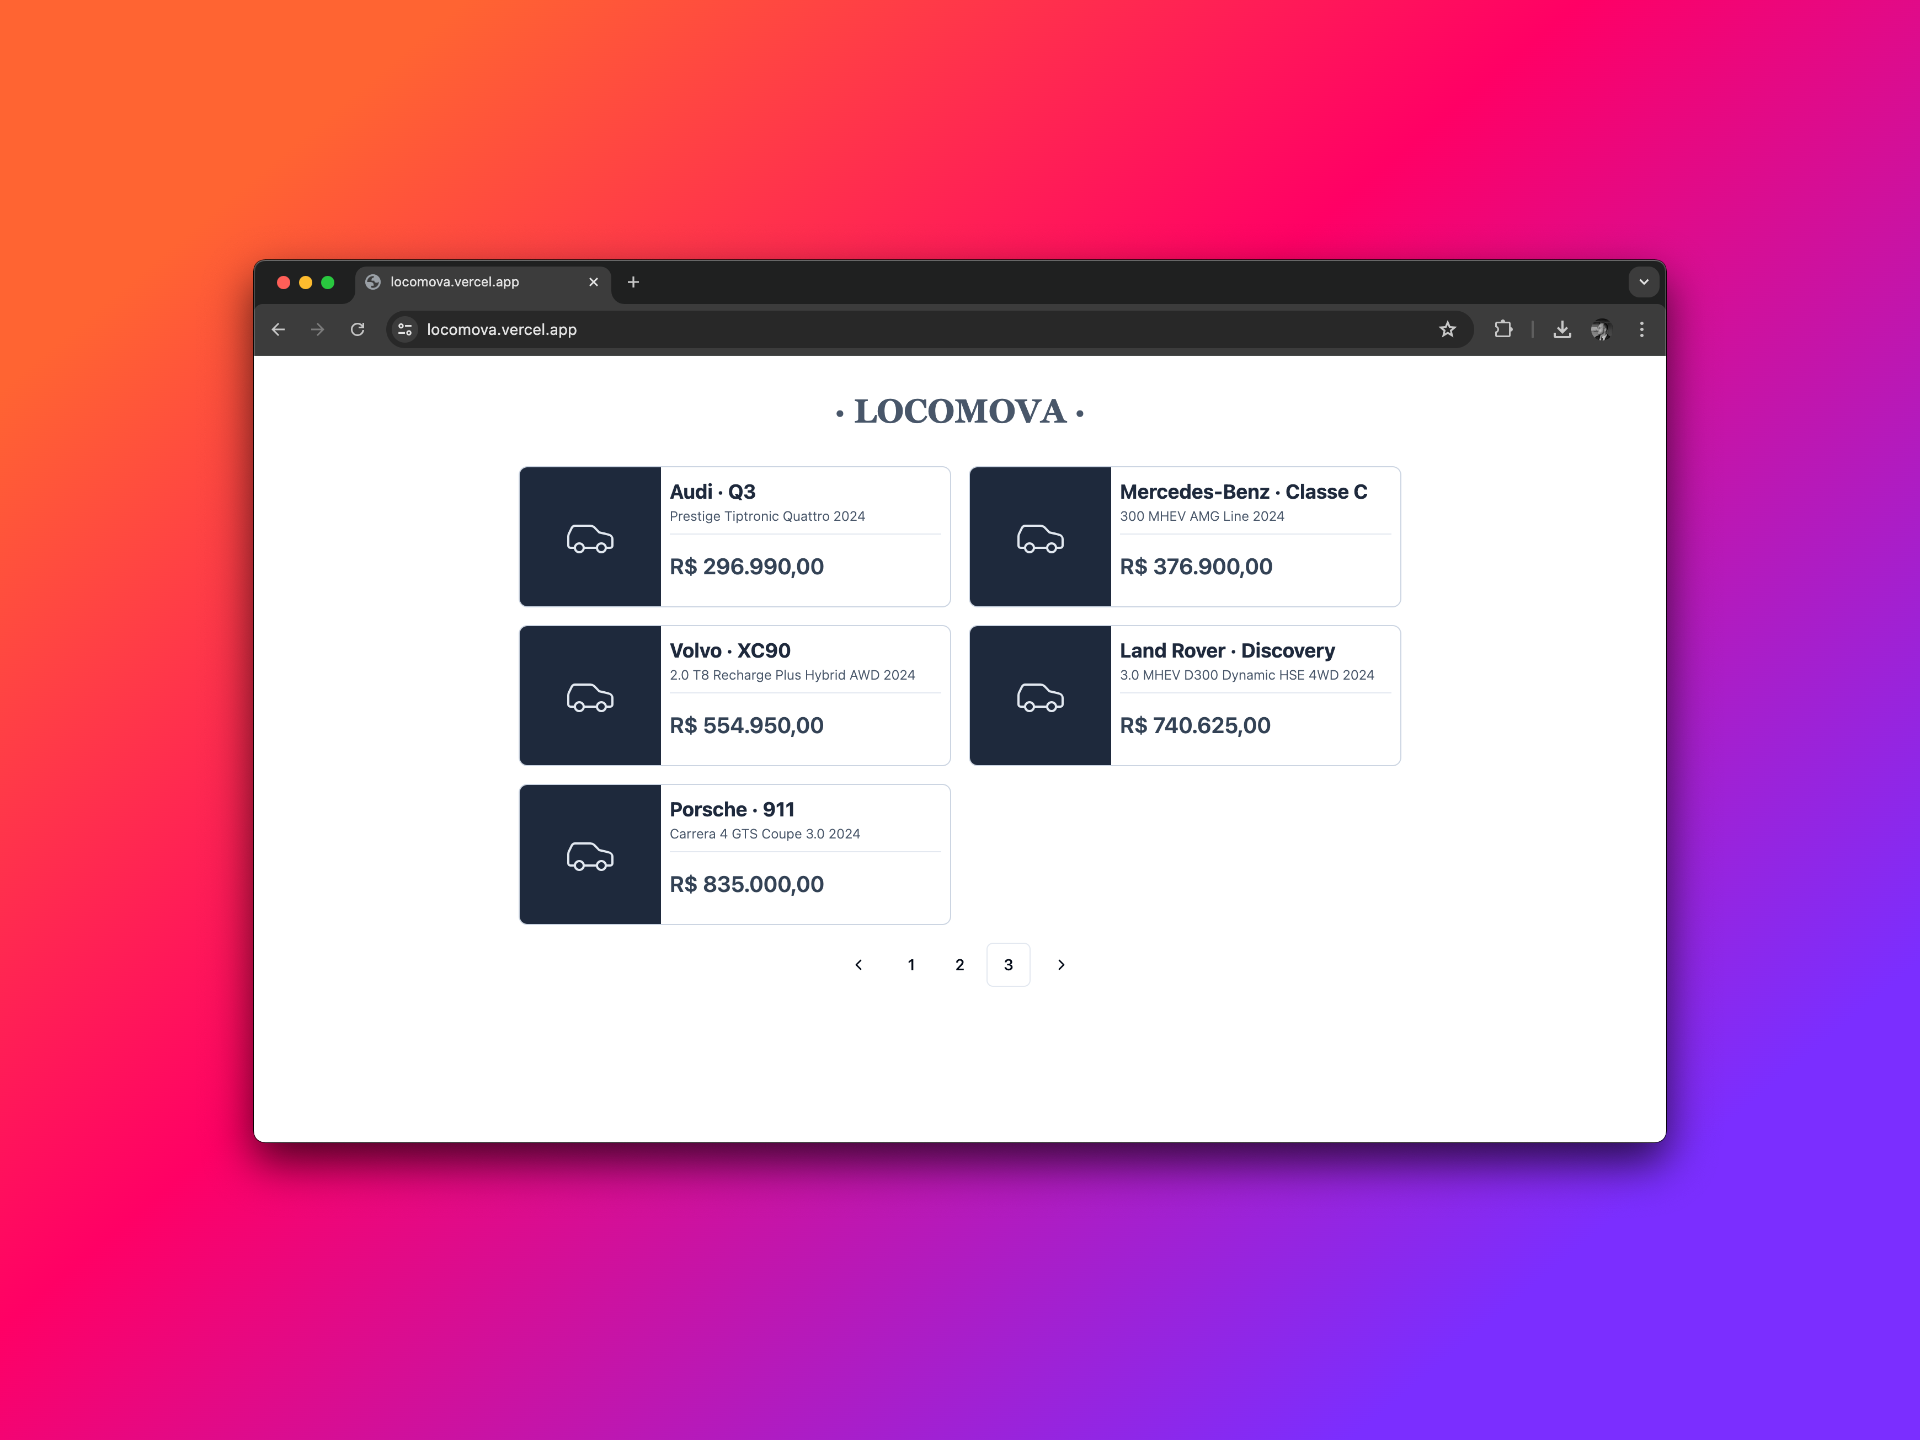 locomova.vercel.app
locomova.vercel.app
· LOCOMOVA ·
Audi · Q3
Prestige Tiptronic Quattro 2024
R$ 296.990,00
Mercedes-Benz · Classe C
300 MHEV AMG Line 2024
R$ 376.900,00
Volvo · XC90
2.0 T8 Recharge Plus Hybrid AWD 2024
R$ 554.950,00
Land Rover · Discovery
3.0 MHEV D300 Dynamic HSE 4WD 2024
R$ 740.625,00
Porsche · 911
Carrera 4 GTS Coupe 3.0 2024
R$ 835.000,00
1 2 3